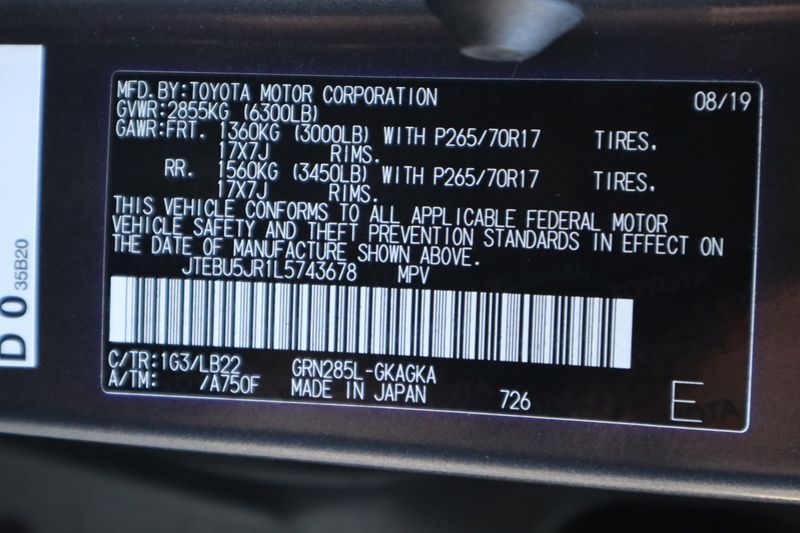 MFD.BY:TOYOTA MOTOR CORPORATION 08/19
GVWR:2855KG (6300LB)
GAWR:FRT. 1360KG (3000LB) WITH P265/70R17 TIRES.
17X7J RIMS.
RR. 1560KG (3450LB) WITH P265/70R17 TIRES.
17X7J RIMS.
THIS VEHICLE CONFORMS TO ALL APPLICABLE FEDERAL MOTOR
VEHICLE SAFETY AND THEFT PREVENTION STANDARDS IN EFFECT ON
THE DATE OF MANUFACTURE SHOWN ABOVE.
JTEBU5JR1L5743678 MPV
C/TR:1G3/LB22 GRN285L-GKAGKA
A/TM: /A750F MADE IN JAPAN 726 E
D 0
35B20